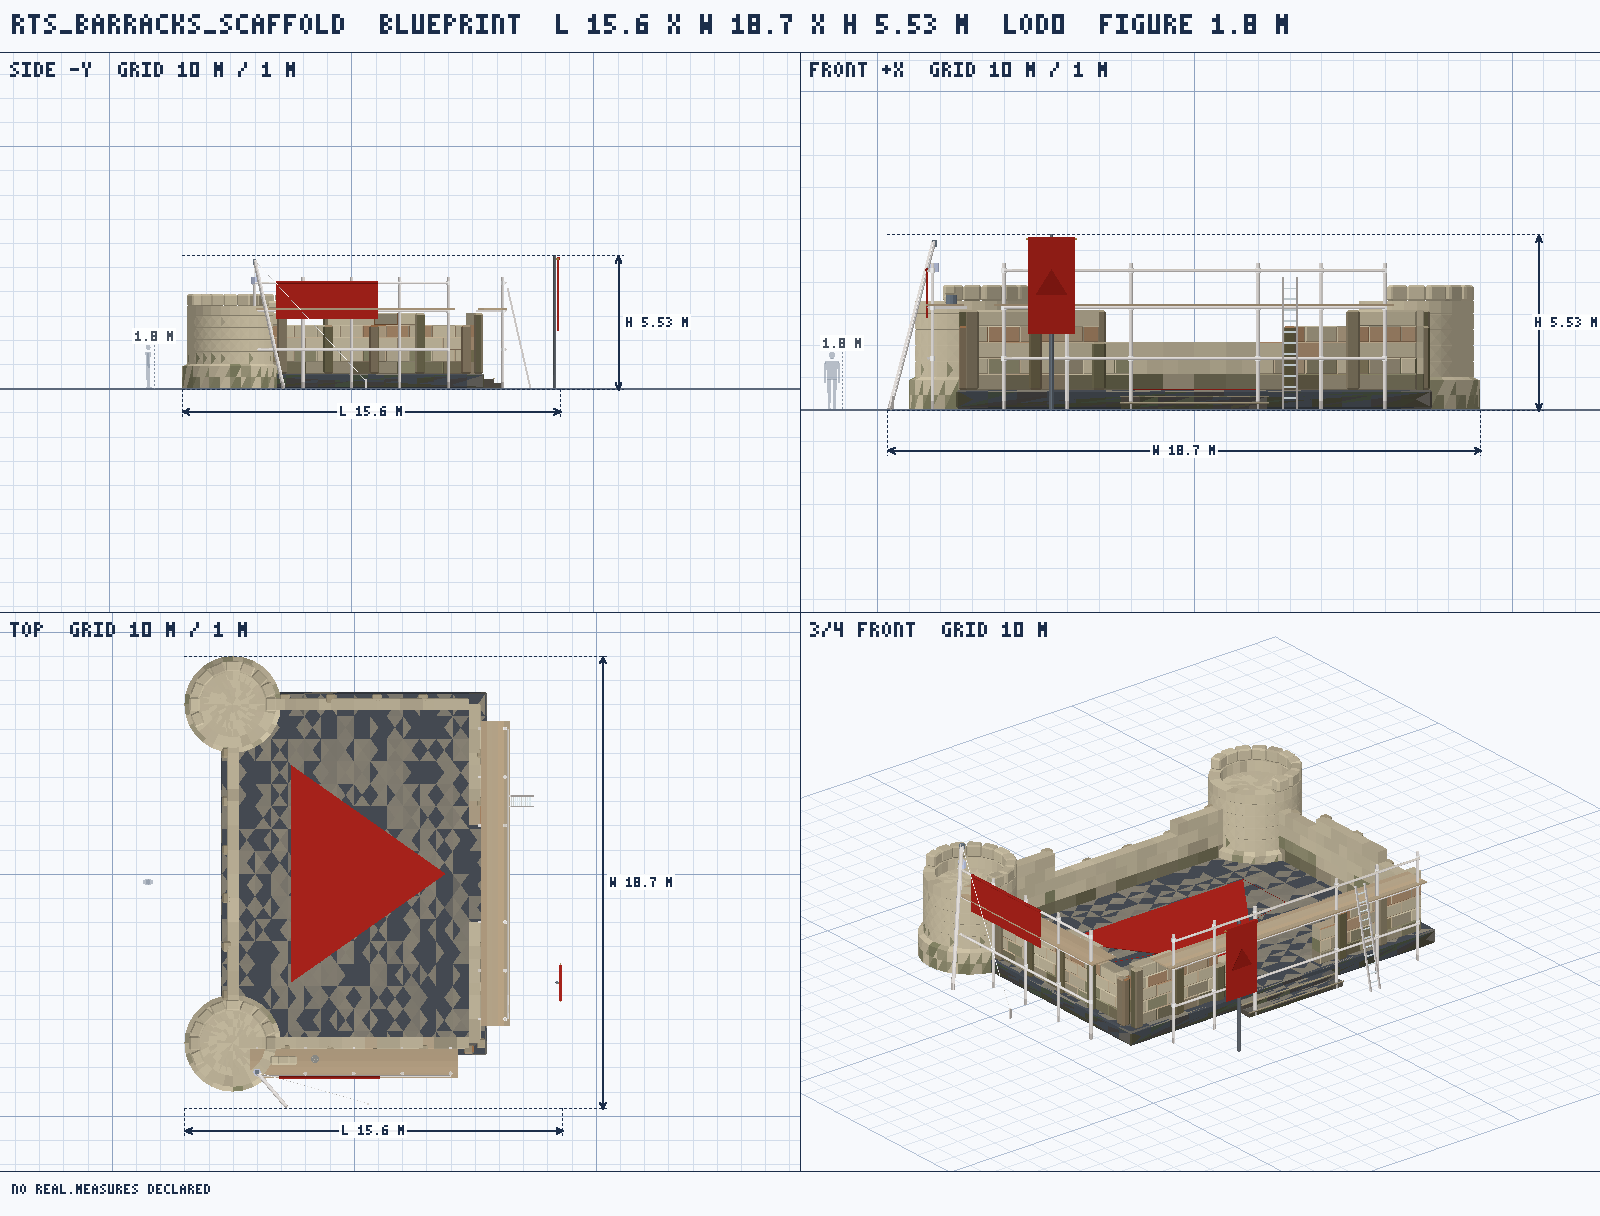 RTS_BARRACKS_SCAFFOLD BLUEPRINT L 15.6 X W 18.7 X H 5.53 M LOD0 FIGURE 1.8 M
SIDE -Y GRID 10 M / 1 M
FRONT +X GRID 10 M / 1 M
1.8 M
H 5.53 M
L 15.6 M
1.8 M
H 5.53 M
W 18.7 M
TOP GRID 10 M / 1 M
3/4 FRONT GRID 10 M
W 18.7 M
L 15.6 M
NO REAL.MEASURES DECLARED